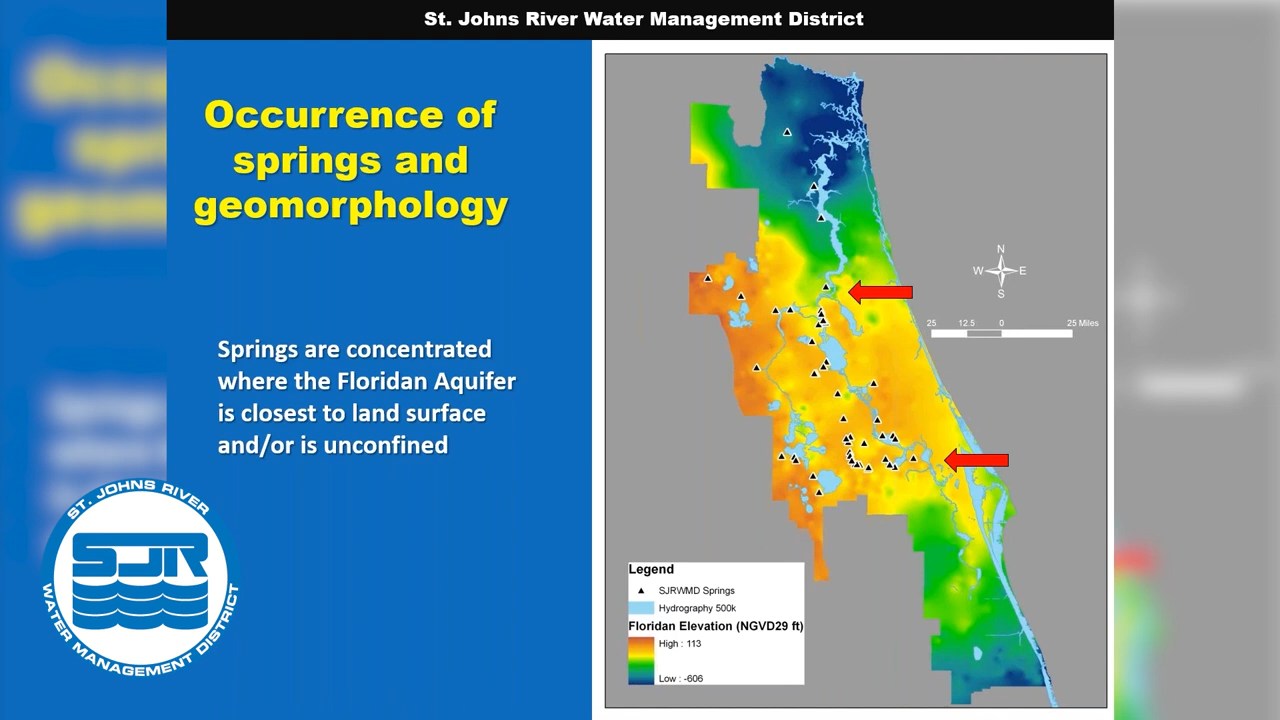 St. Johns River Water Management District
Occurrence of
springs and
geomorphology
Springs are concentrated
where the Floridan Aquifer
is closest to land surface
and/or is unconfined
ST. JOHNS RIVER
SJR
WATER MANAGEMENT DISTRICT
N
W E
S
25 12.5 0 25 Miles
Legend
SJRWMD Springs
Hydrography 500k
Floridan Elevation (NGVD29 ft)
High : 113
Low : -606